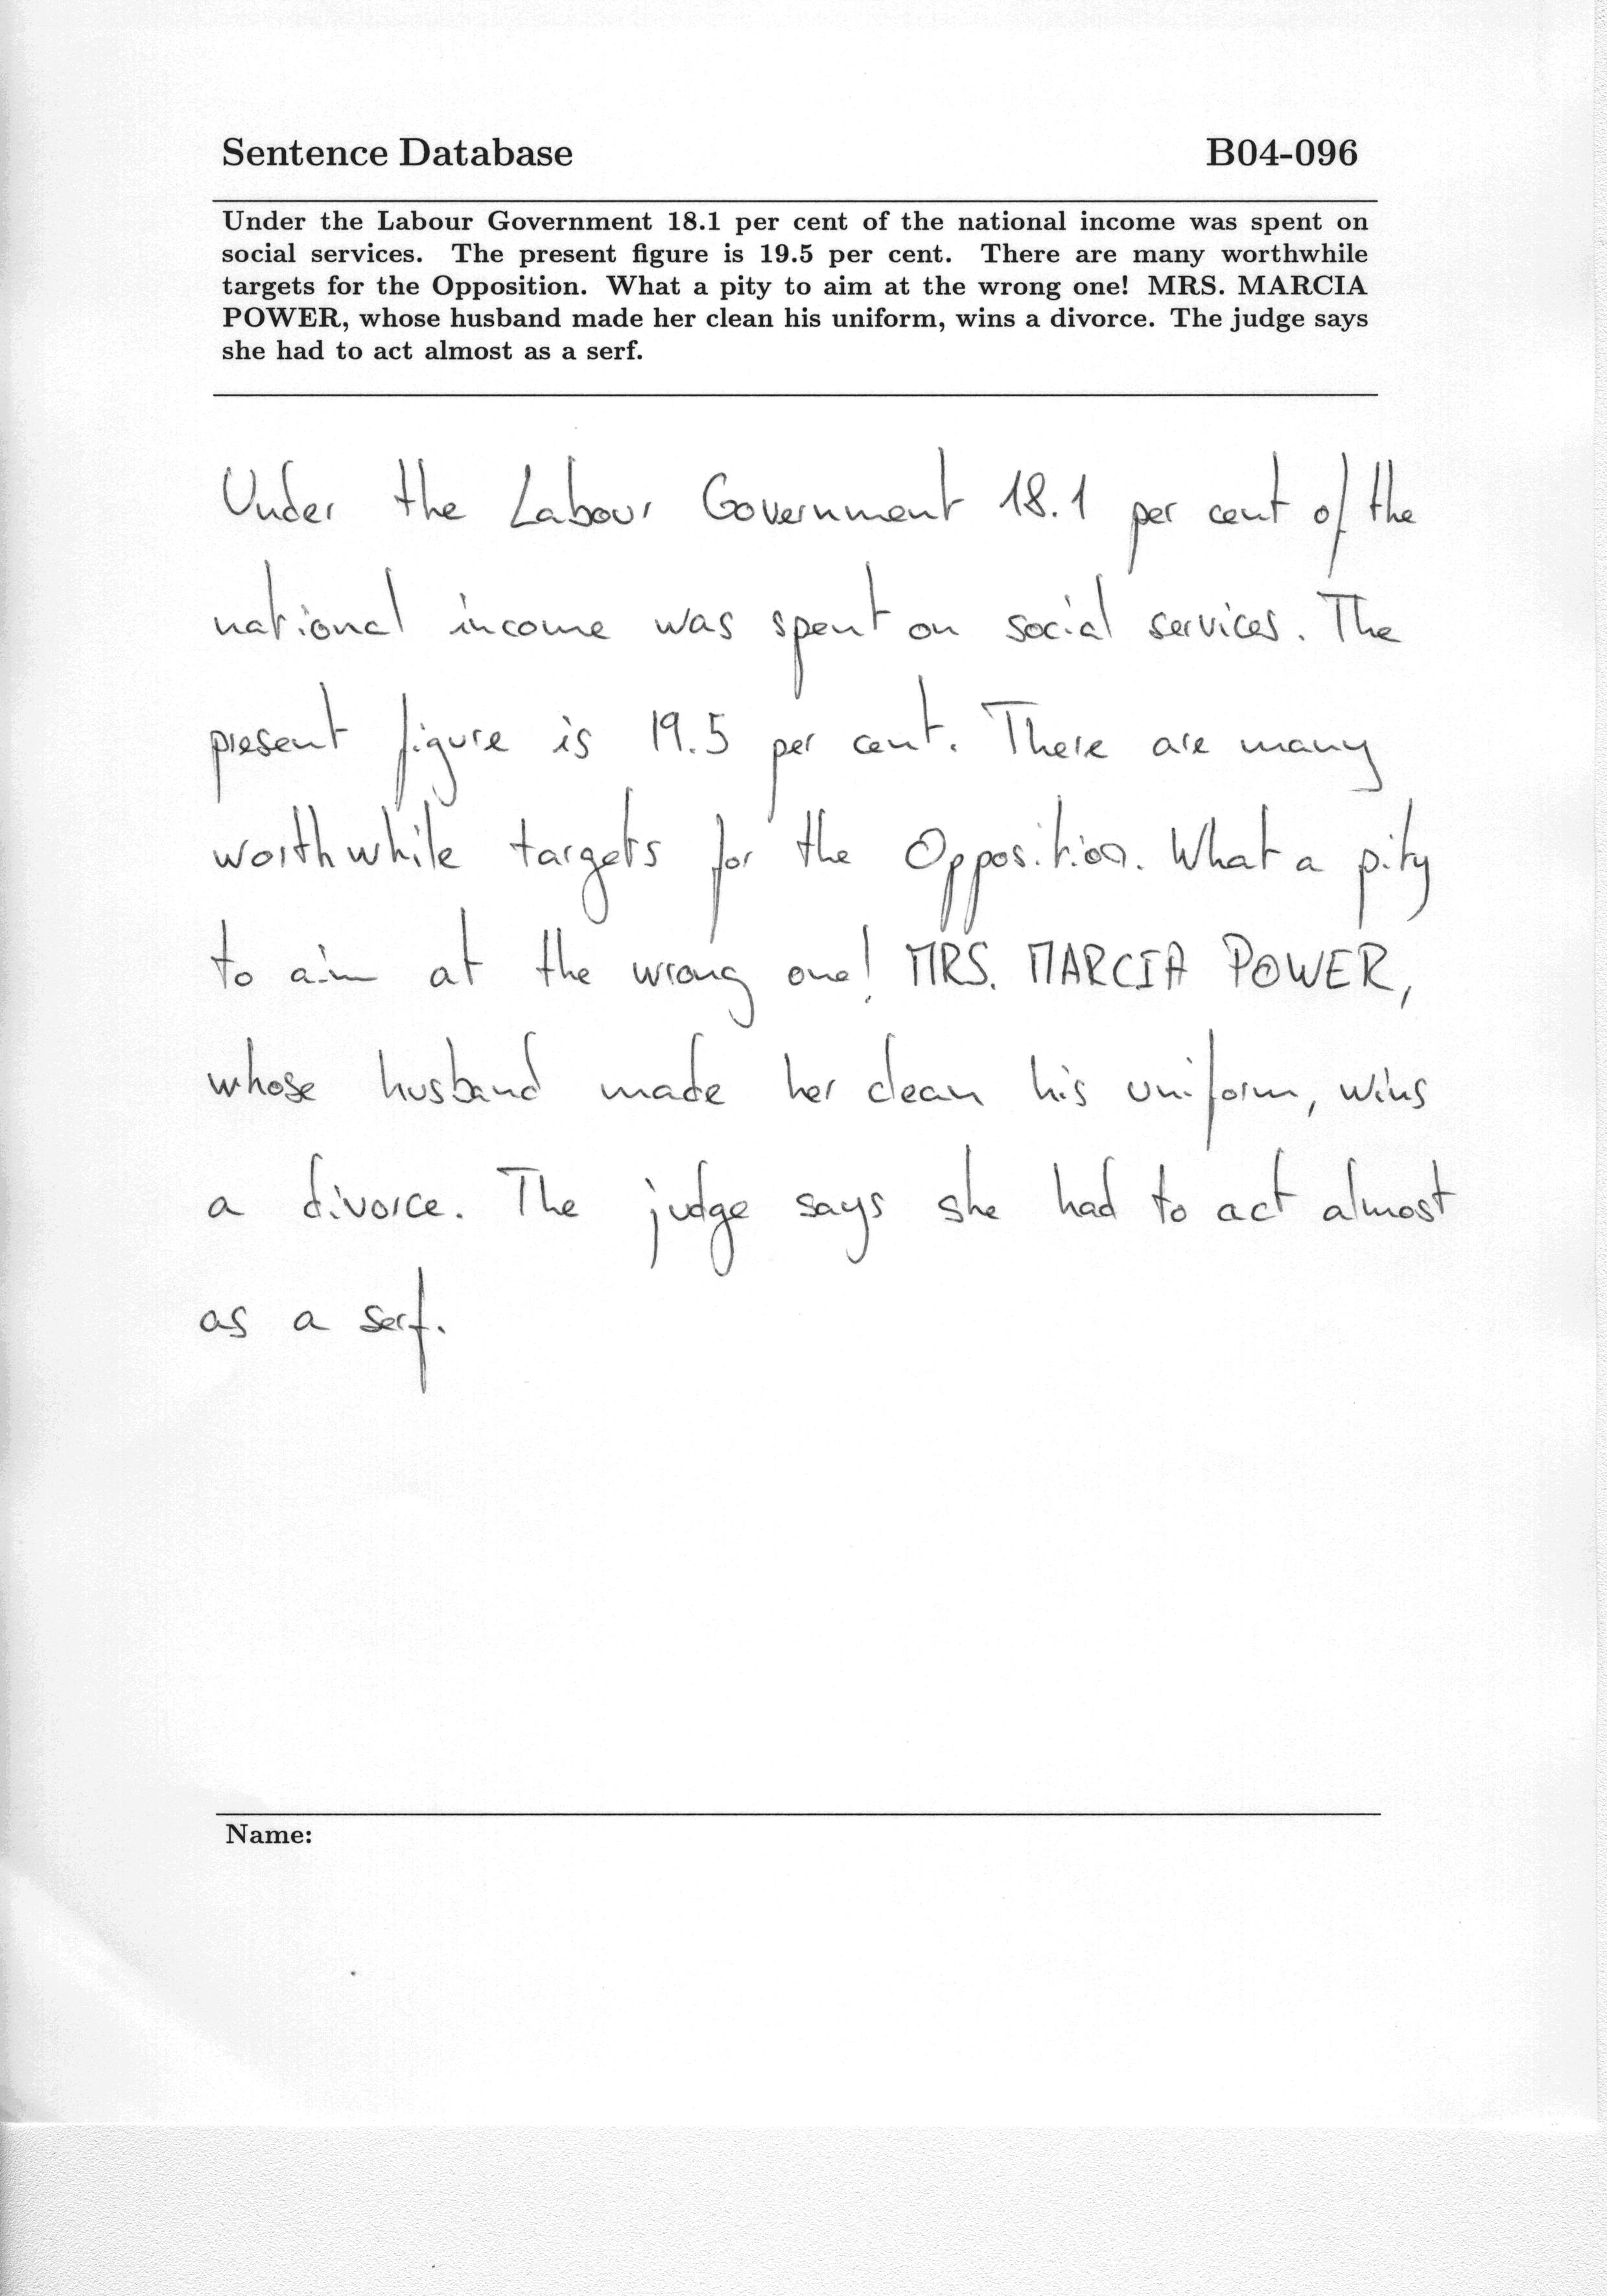 Sentence Database B04-096
Under the Labour Government 18.1 per cent of the national income was spent on
social services. The present figure is 19.5 per cent. There are many worthwhile
targets for the Opposition. What a pity to aim at the wrong one! MRS. MARCIA
POWER, whose husband made her clean his uniform, wins a divorce. The judge says
she had to act almost as a serf.
Under the Labour Government 18.1 per cent of the
national income was spent on social services. The
present figure is 19.5 per cent. There are many
worthwhile targets for the Opposition. What a pity
to aim at the wrong one! MRS. MARCIA POWER,
whose husband made her clean his uniform, wins
a divorce. The judge says she had to act almost
as a serf.
Name: